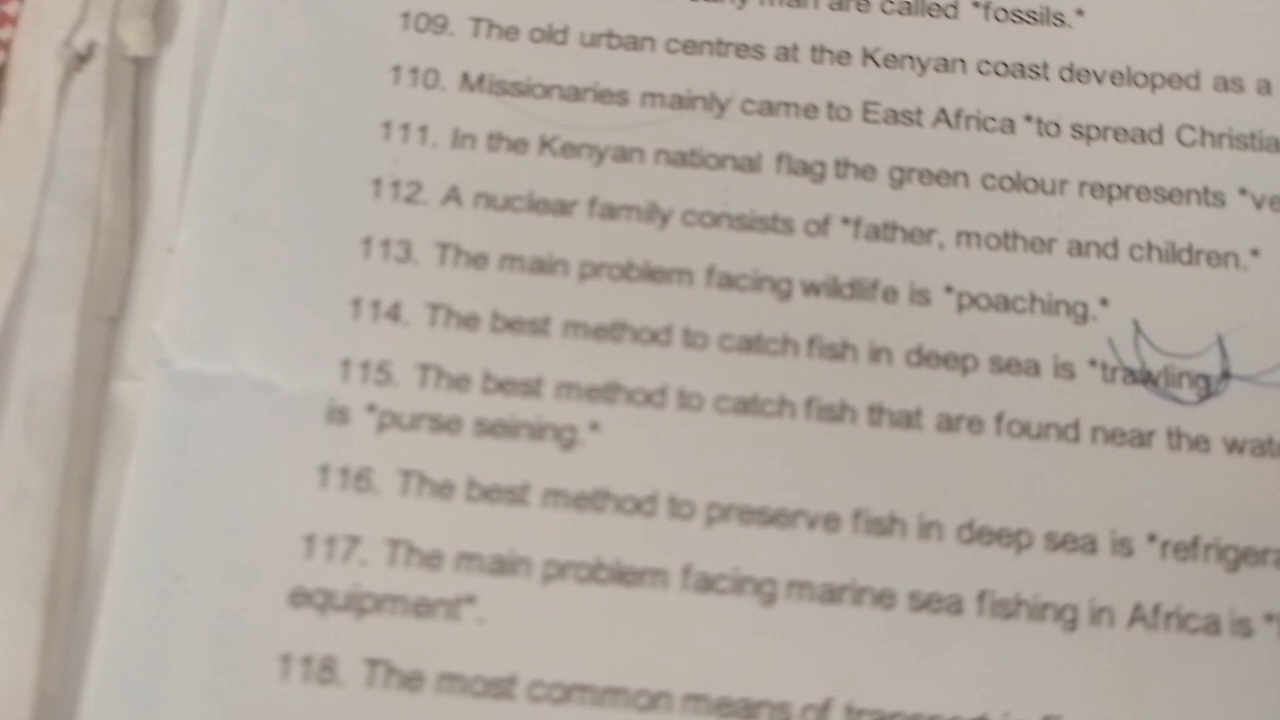 man are called *fossils.*
109. The old urban centres at the Kenyan coast developed as a
110. Missionaries mainly came to East Africa *to spread Christia
111. In the Kenyan national flag the green colour represents *ve
112. A nuclear family consists of *father, mother and children.*
113. The main problem facing wildlife is *poaching.*
114. The best method to catch fish in deep sea is *trawling
115. The best method to catch fish that are found near the wat
is *purse seining.*
116. The best method to preserve fish in deep sea is *refrigera
117. The main problem facing marine sea fishing in Africa is *
equipment*.
118. The most common means of